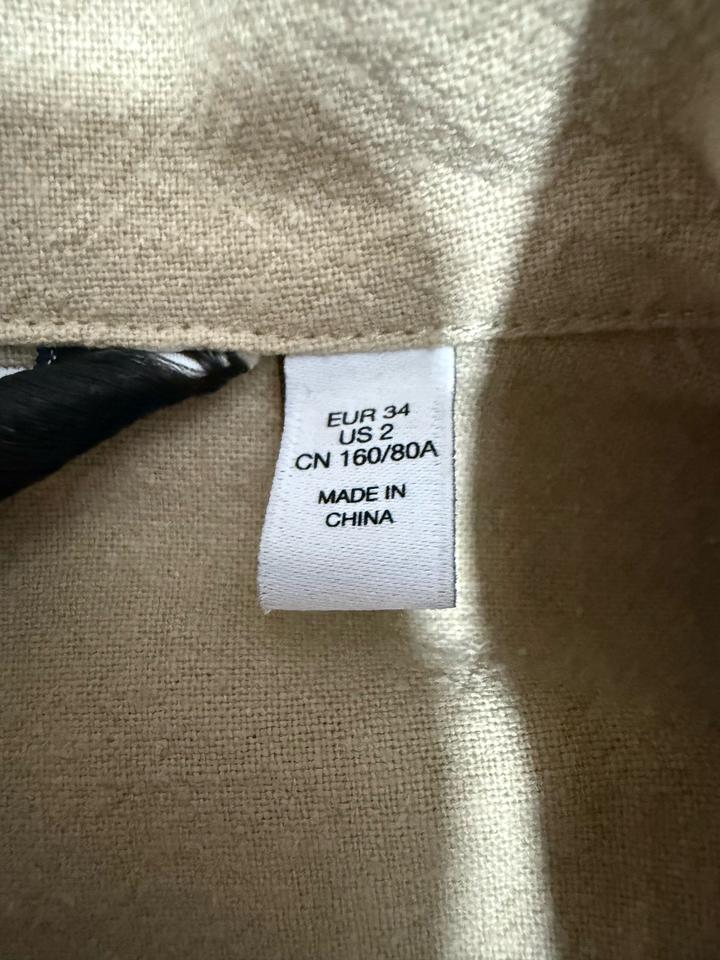 EUR 34
US 2
CN 160/80A
MADE IN
CHINA